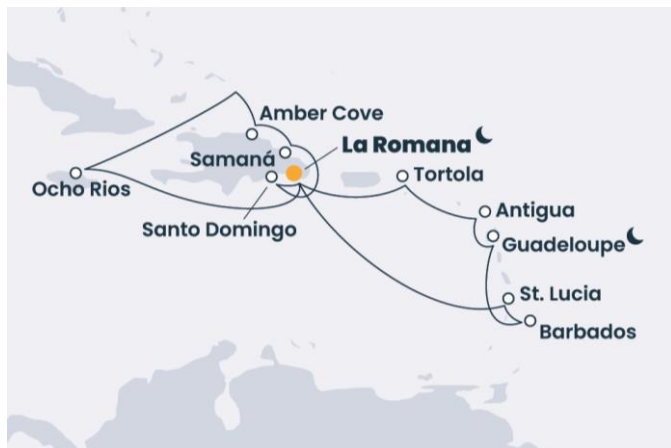 Amber Cove
La Romana
Samaná
Tortola
Ocho Rios
Antigua
Santo Domingo
Guadeloupe
St. Lucia
Barbados